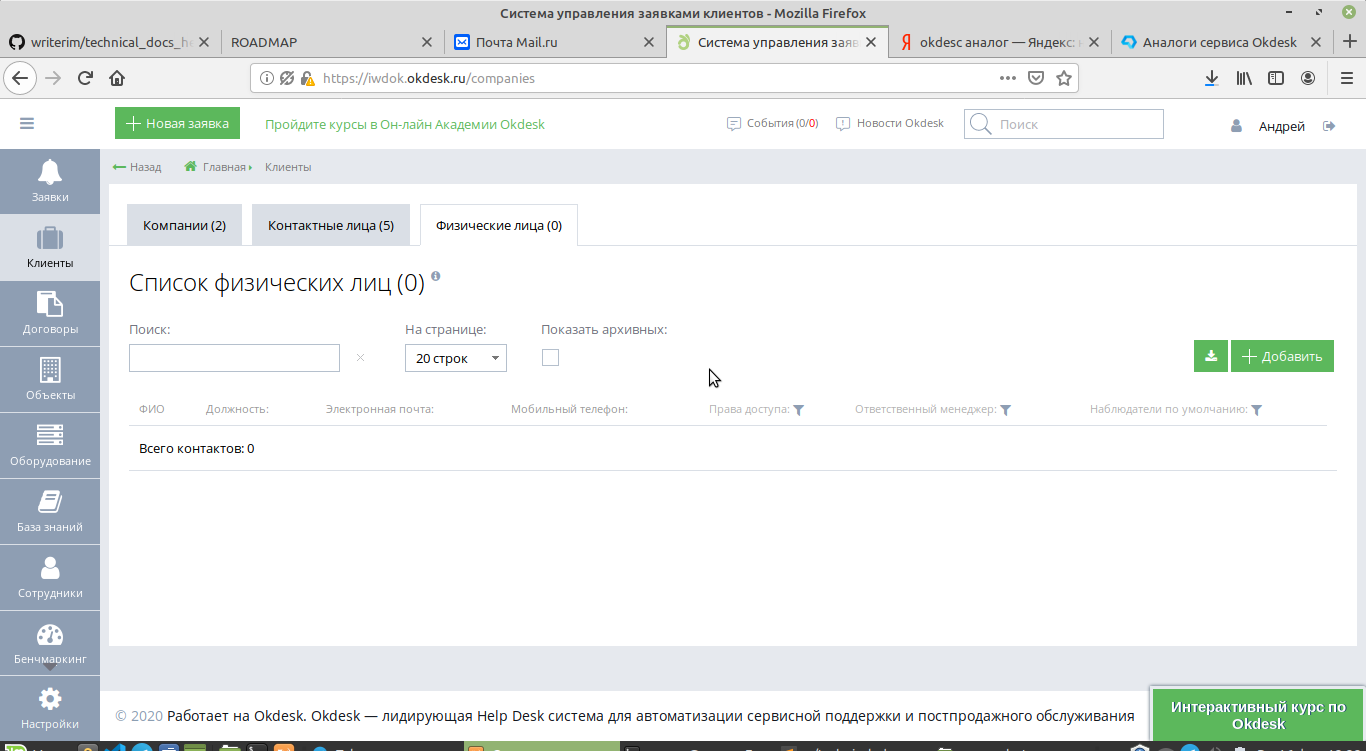 Система управления заявками клиентов - Mozilla Firefox
writerim/technical_docs_he
ROADMAP
Почта Mail.ru
Система управления заяв
okdesc аналог — Яндекс:
Аналоги сервиса Okdesk
https://iwdok.okdesk.ru/companies
Новая заявка
Пройдите курсы в Он-лайн Академии Okdesk
События (0/0)
Новости Okdesk
Поиск
Андрей
Заявки
Клиенты
Договоры
Объекты
Оборудование
База знаний
Сотрудники
Бенчмаркинг
Настройки
Назад
Главная
Клиенты
Компании (2)
Контактные лица (5)
Физические лица (0)
Список физических лиц (0)
Поиск:
На странице:
Показать архивных:
20 строк
Добавить
ФИО
Должность:
Электронная почта:
Мобильный телефон:
Права доступа:
Ответственный менеджер:
Наблюдатели по умолчанию:
Всего контактов: 0
© 2020 Работает на Okdesk. Okdesk — лидирующая Help Desk система для автоматизации сервисной поддержки и постпродажного обслуживания
Интерактивный курс по
Okdesk